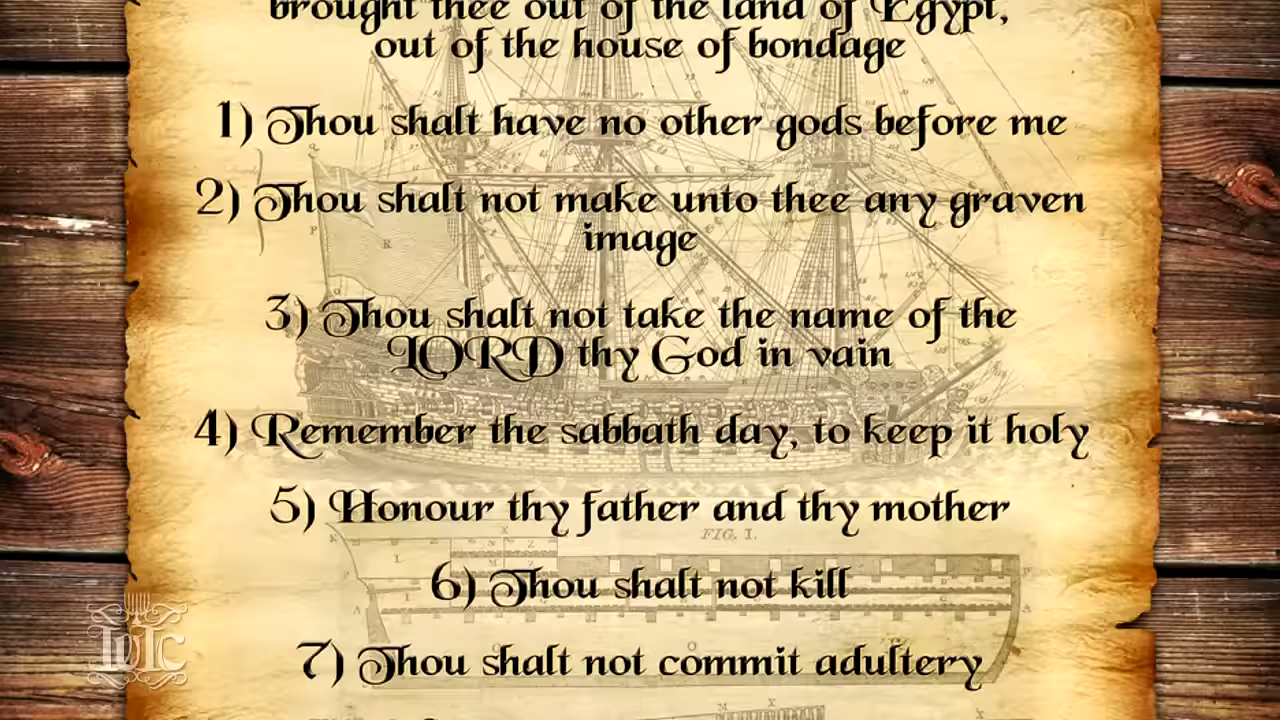 brought thee out of the land of Egypt,
out of the house of bondage
1) Thou shalt have no other gods before me
2) Thou shalt not make unto thee any graven
image
3) Thou shalt not take the name of the
LORD thy God in vain
4) Remember the sabbath day, to keep it holy
5) Honour thy father and thy mother
FIG. I.
6) Thou shalt not kill
7) Thou shalt not commit adultery